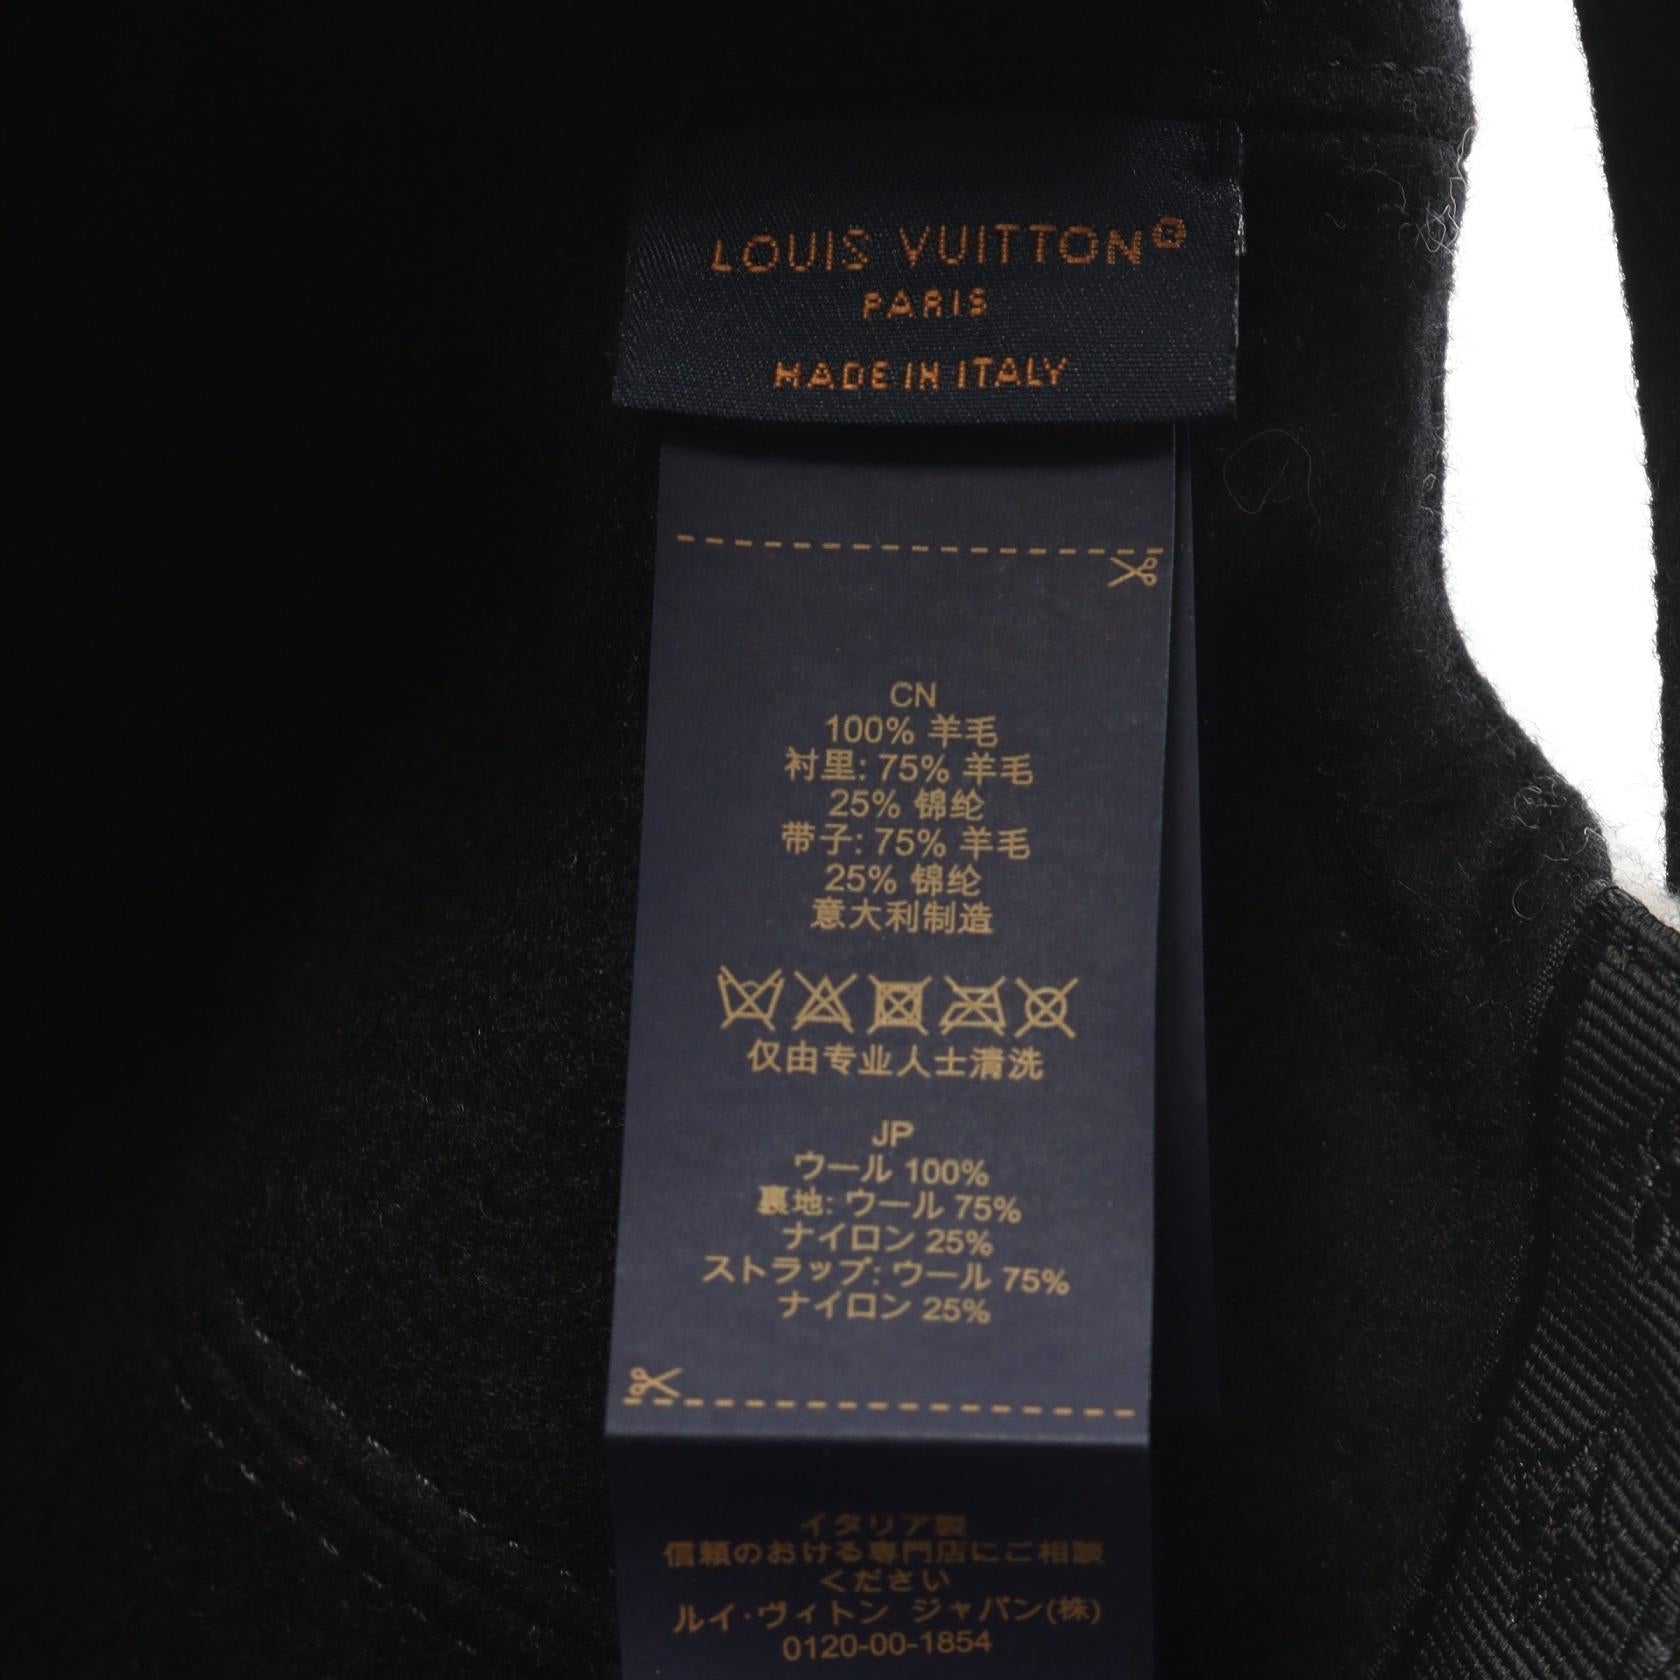 LOUIS VUITTON®
PARIS
MADE IN ITALY
CN
100% 羊毛
衬里: 75% 羊毛
25% 锦纶
带子: 75% 羊毛
25% 锦纶
意大利制造
仅由专业人士清洗
JP
ウール 100%
裏地: ウール 75%
ナイロン 25%
ストラップ: ウール 75%
ナイロン 25%
イタリア製
信頼のおける専門店にご相談
ください
ルイ·ヴィトン ジャパン(株)
0120-00-1854